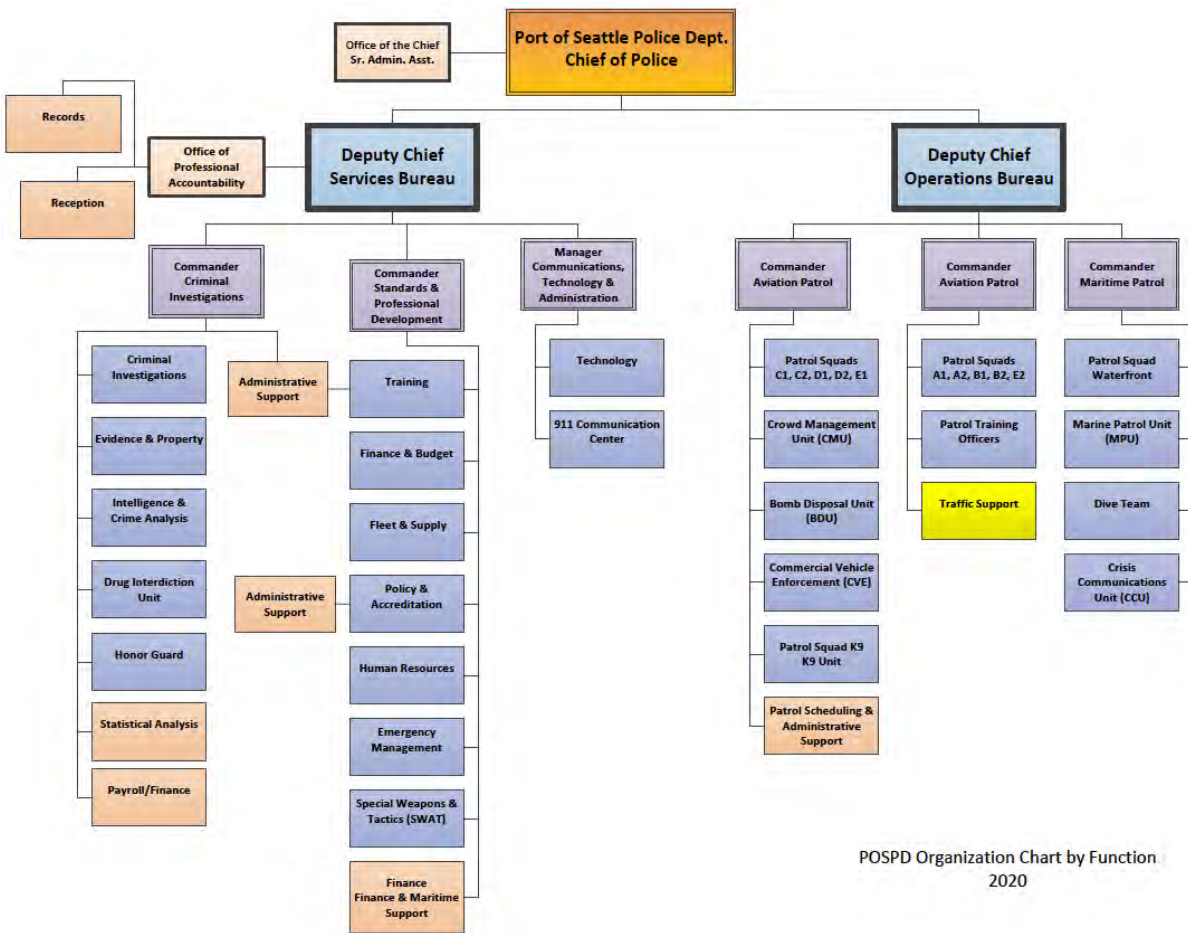 Port of Seattle Police Dept.
Chief of Police
Office of the Chief
Sr. Admin. Asst.
Records
Reception
Office of
Professional
Accountability
Deputy Chief
Services Bureau
Deputy Chief
Operations Bureau
Commander
Criminal
Investigations
Commander
Standards &
Professional
Development
Manager
Communications,
Technology &
Administration
Commander
Aviation Patrol
Commander
Aviation Patrol
Commander
Maritime Patrol
Criminal
Investigations
Evidence & Property
Intelligence &
Crime Analysis
Drug Interdiction
Unit
Honor Guard
Statistical Analysis
Payroll/Finance
Administrative
Support
Administrative
Support
Training
Finance & Budget
Fleet & Supply
Policy &
Accreditation
Human Resources
Emergency
Management
Special Weapons &
Tactics (SWAT)
Finance
Finance & Maritime
Support
Technology
911 Communication
Center
Patrol Squads
C1, C2, D1, D2, E1
Crowd Management
Unit (CMU)
Bomb Disposal Unit
(BDU)
Commercial Vehicle
Enforcement (CVE)
Patrol Squad K9
K9 Unit
Patrol Scheduling &
Administrative
Support
Patrol Squads
A1, A2, B1, B2, E2
Patrol Training
Officers
Traffic Support
Patrol Squad
Waterfront
Marine Patrol Unit
(MPU)
Dive Team
Crisis
Communications
Unit (CCU)
POSPD Organization Chart by Function
2020